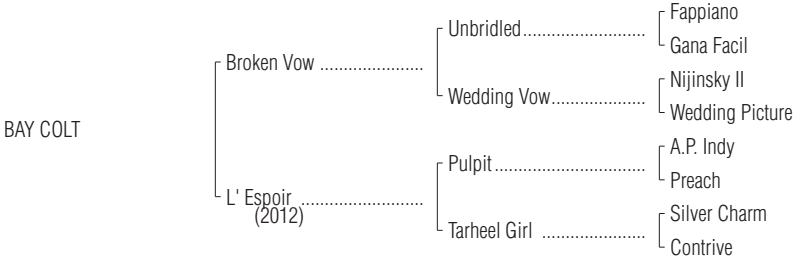 Fappiano
Unbridled..........................
Gana Facil
Broken Vow ......................
Nijinsky II
Wedding Vow....................
Wedding Picture
BAY COLT
A.P. Indy
Pulpit................................
Preach
L' Espoir ..........................
(2012)
Silver Charm
Tarheel Girl ......................
Contrive